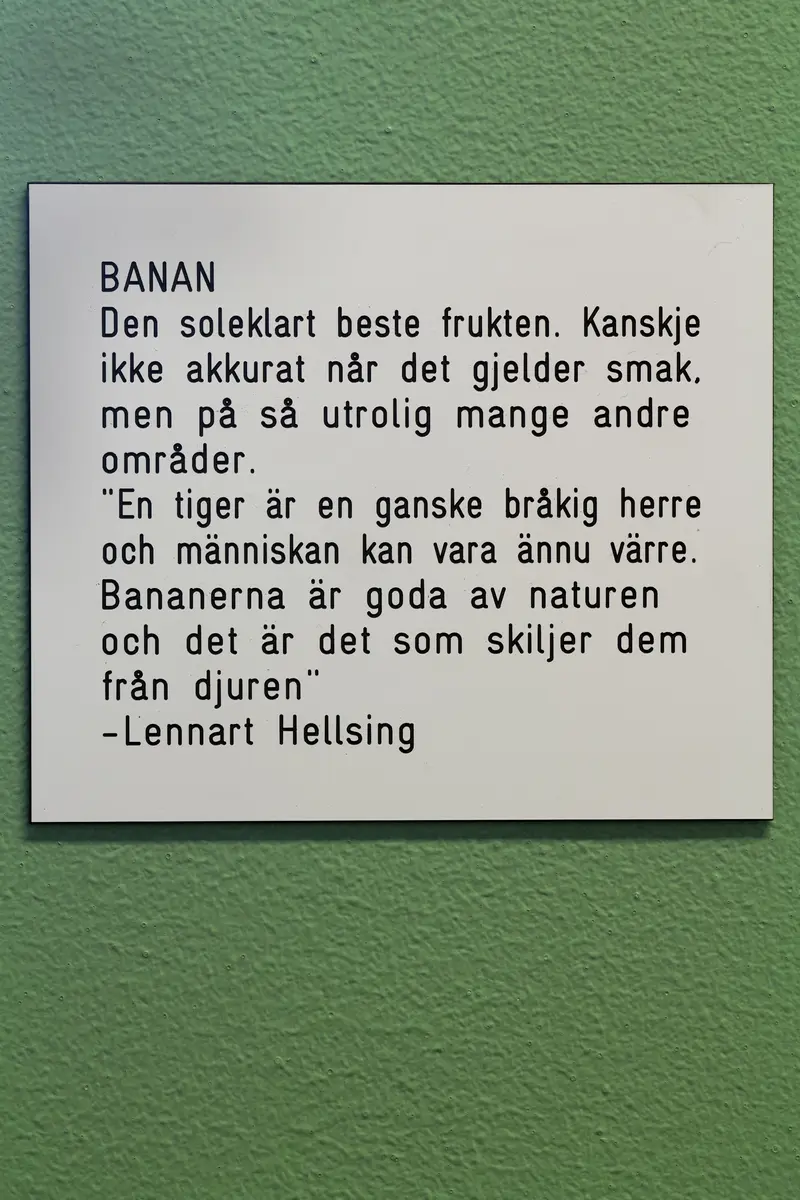 BANAN
Den soleklart beste frukten. Kanskje
ikke akkurat når det gjelder smak,
men på så utrolig mange andre
områder.
"En tiger är en ganske bråkig herre
och människan kan vara ännu värre.
Bananerna är goda av naturen
och det är det som skiljer dem
från djuren"
-Lennart Hellsing